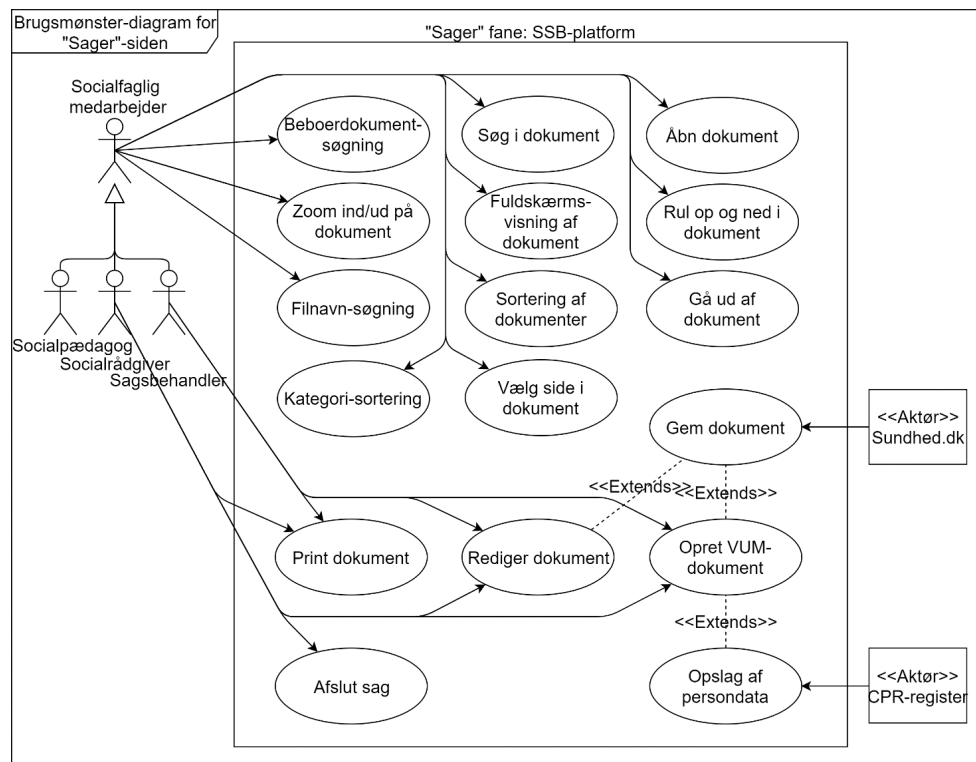 Brugsmønster-diagram for
"Sager"-siden
"Sager" fane: SSB-platform
Socialfaglig
medarbejder
Beboerdokument-
søgning
Søg i dokument
Åbn dokument
Zoom ind/ud på
dokument
Fuldskærms-
visning af
dokument
Rul op og ned i
dokument
Filnavn-søgning
Sortering af
dokumenter
Gå ud af
dokument
Socialpædagog
Socialrådgiver
Sagsbehandler
Kategori-sortering
Vælg side i
dokument
Gem dokument
<<Aktør>>
Sundhed.dk
<<Extends>>
<<Extends>>
Print dokument
Rediger dokument
Opret VUM-
dokument
<<Extends>>
Afslut sag
Opslag af
persondata
<<Aktør>>
CPR-register